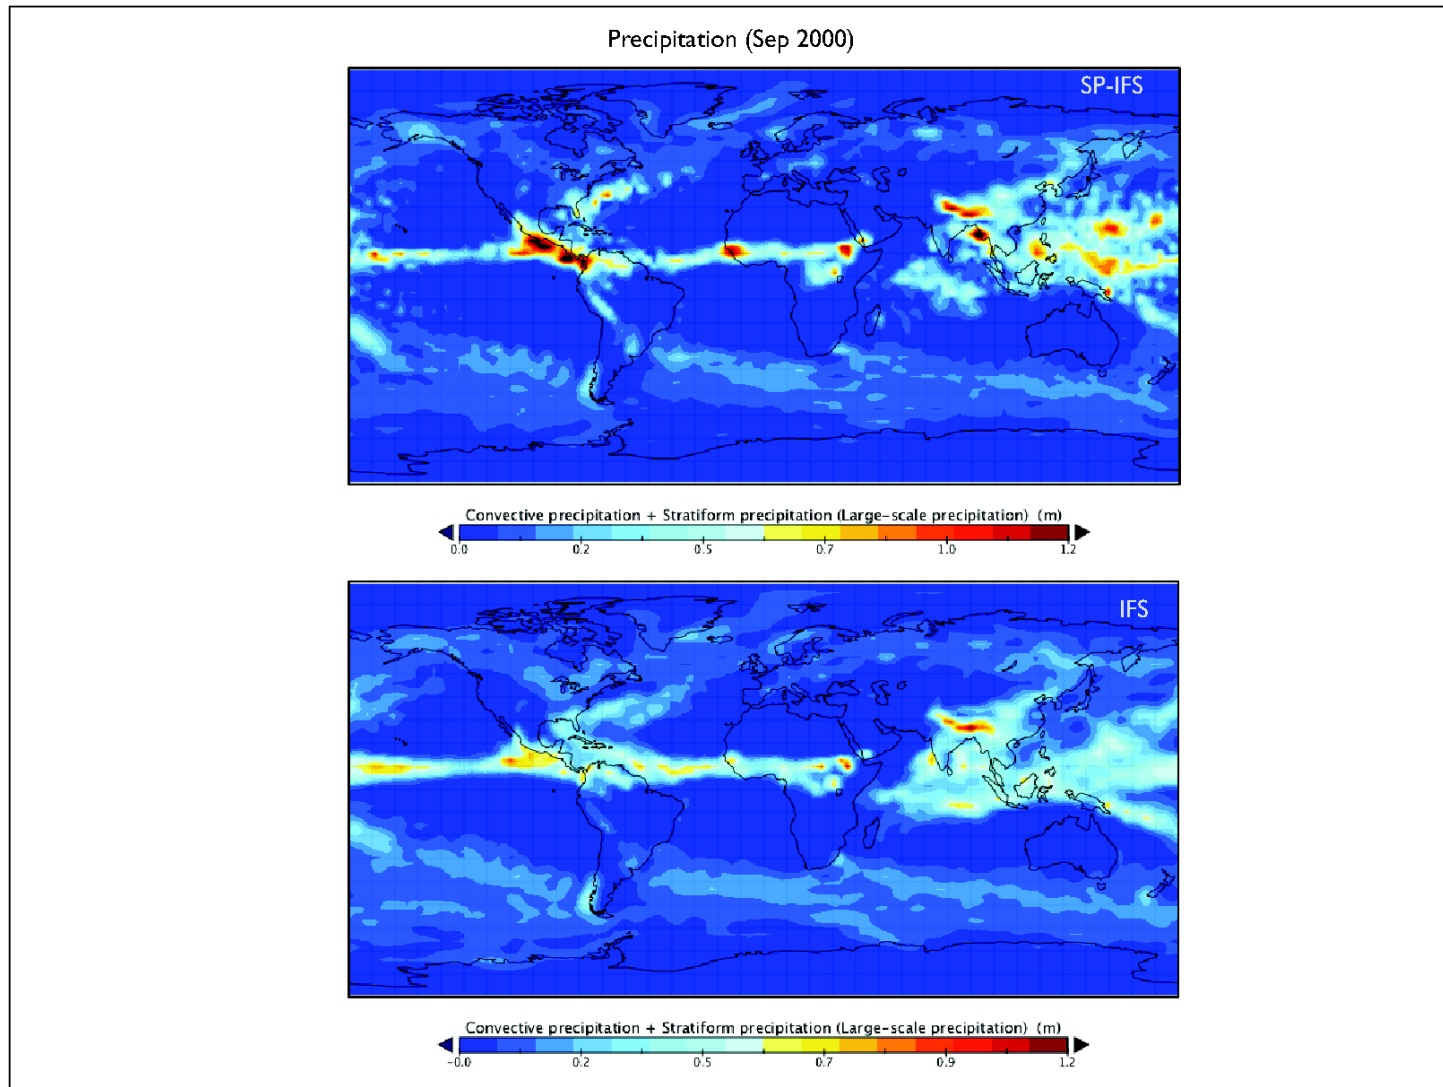 Precipitation (Sep 2000)
SP-IFS
Convective precipitation + Stratiform precipitation (Large-scale precipitation) (m)
0.0 0.2 0.5 0.7 1.0 1.2
IFS
Convective precipitation + Stratiform precipitation (Large-scale precipitation) (m)
-0.0 0.2 0.5 0.7 0.9 1.2